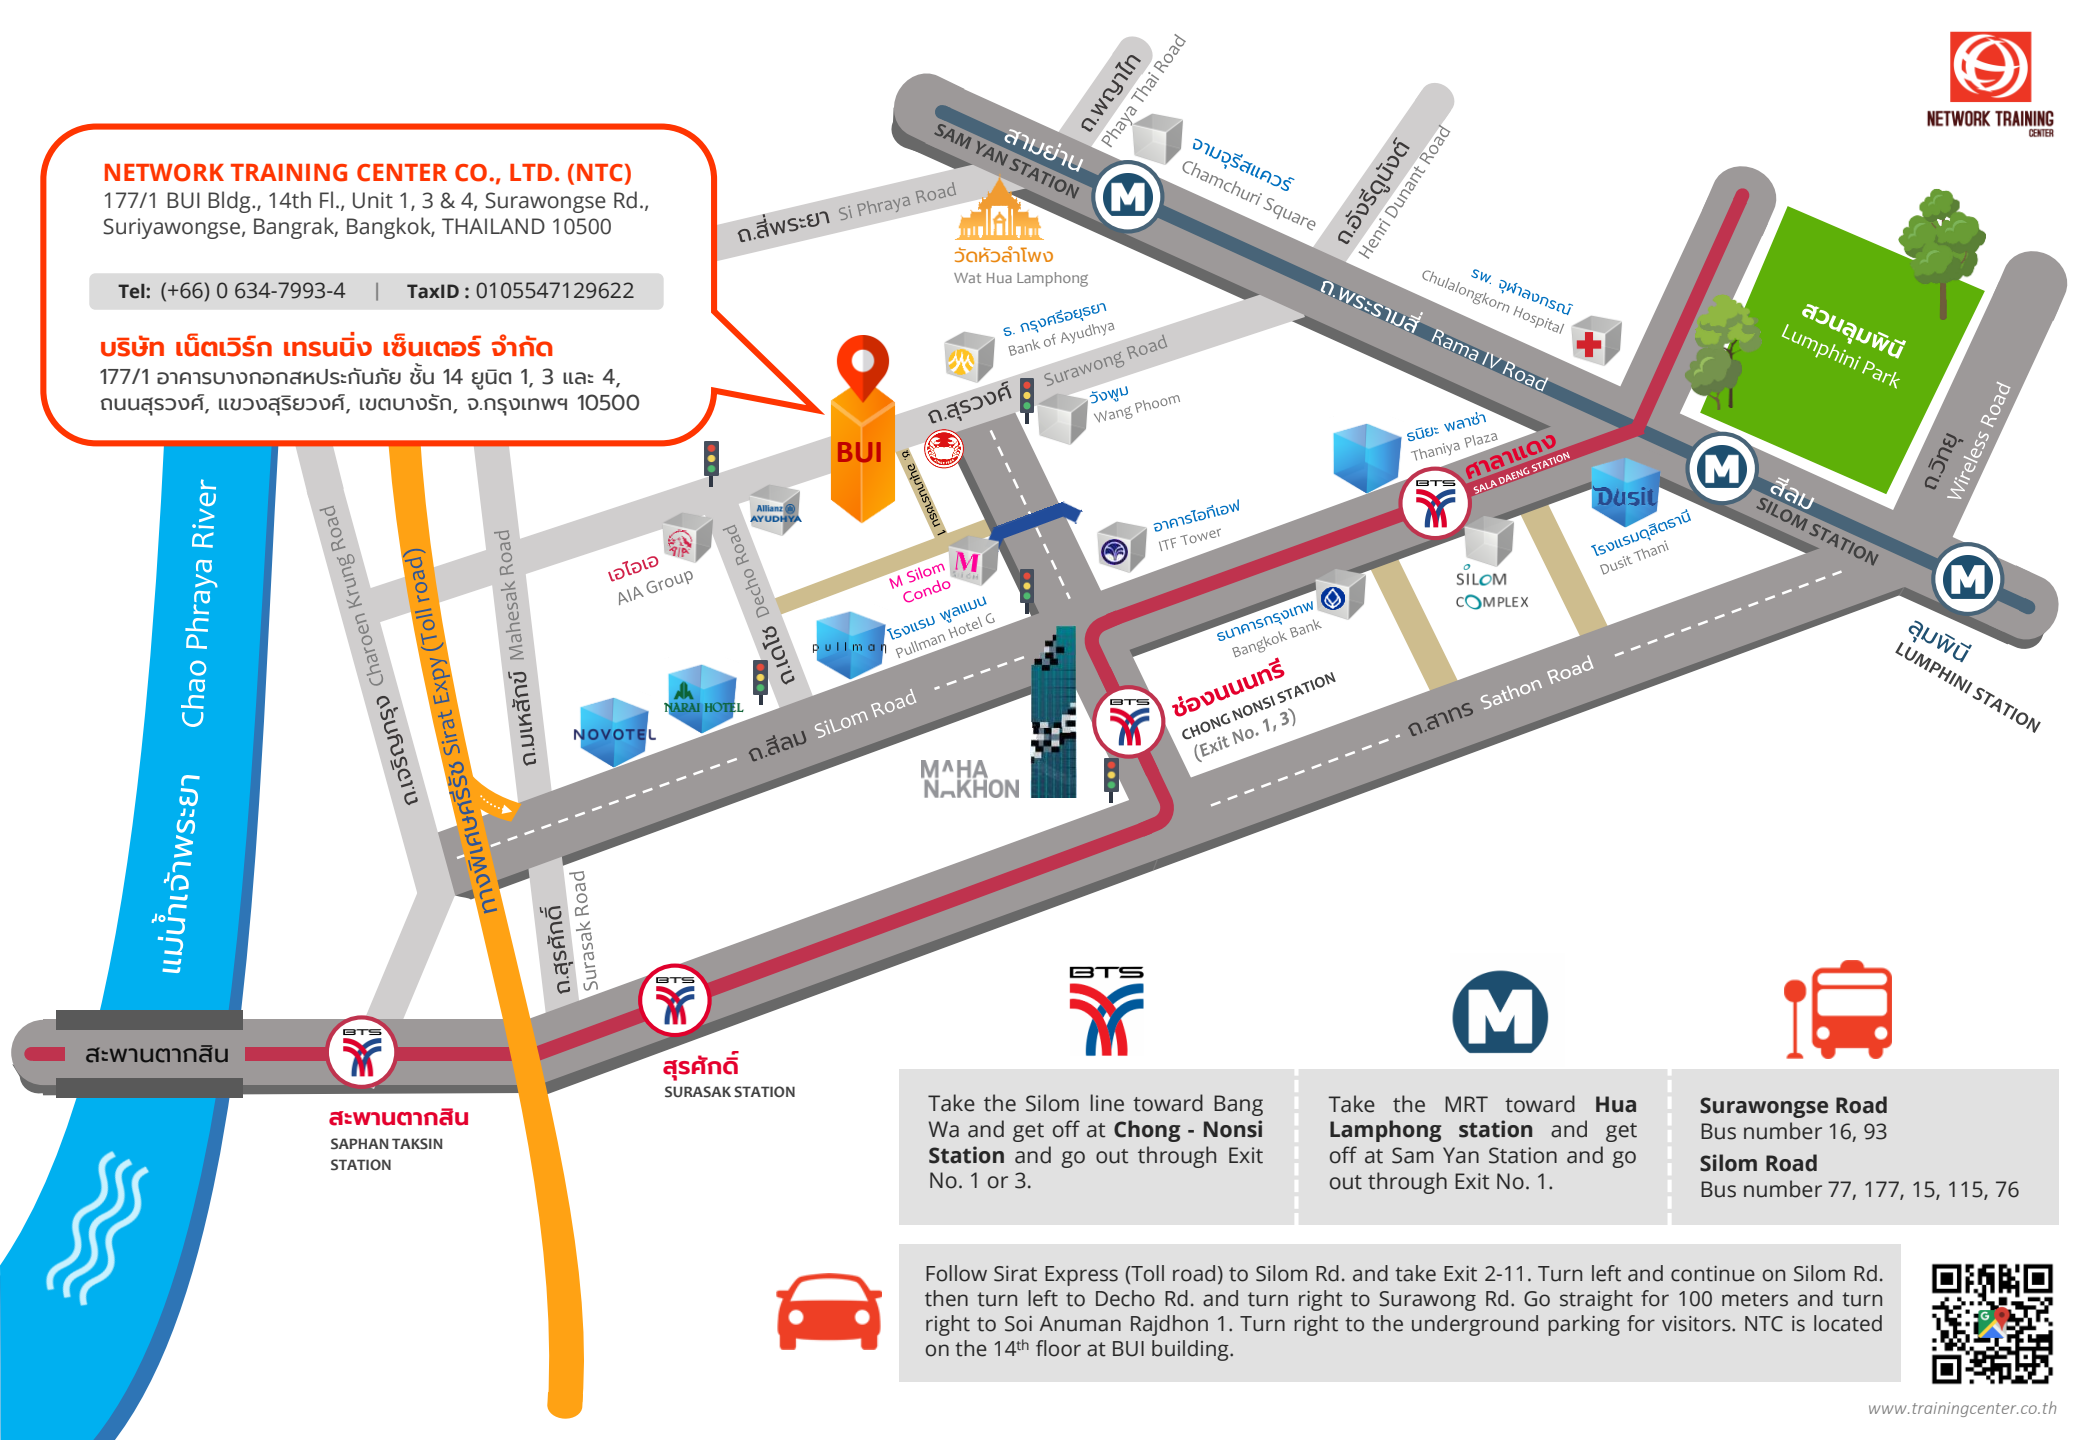 NETWORK TRAINING
CENTER
NETWORK TRAINING CENTER CO., LTD. (NTC)
177/1 BUI Bldg., 14th Fl., Unit 1, 3 & 4, Surawongse Rd.,
Suriyawongse, Bangrak, Bangkok, THAILAND 10500
Tel: (+66) 0 634-7993-4 | TaxID : 0105547129622
บริษัท เน็ตเวิร์ก เทรนนิ่ง เซ็นเตอร์ จำกัด
177/1 อาคารบางกอกสหประกันภัย ชั้น 14 ยูนิต 1, 3 และ 4,
ถนนสุรวงศ์, แขวงสุริยวงศ์, เขตบางรัก, จ.กรุงเทพฯ 10500
สามย่าน
SAM YAN STATION
ถ.พญาไท
Phaya Thai Road
จามจุรีสแควร์
Chamchuri Square
ถ.อังรีดูนังต์
Henri Dunant Road
ถ.สี่พระยา Si Phraya Road
วัดหัวลำโพง
Wat Hua Lamphong
ธ. กรุงศรีอยุธยา
Bank of Ayudhya
ถ.สุรวงศ์ Surawong Road
วังพูม
Wang Phoom
ถ.พระรามสี่ Rama IV Road
รพ. จุฬาลงกรณ์
Chulalongkorn Hospital
สวนลุมพินี
Lumphini Park
ถ.วิทยุ
Wireless Road
BUI
ซ. อนุมานราชธน 1
Allianz
AYUDHYA
AIA
เอไอเอ
AIA Group
ถ.เดโช Decho Road
M
SILOM
M Silom
Condo
อาคารไอทีเอฟ
ITF Tower
ธนิยะ พลาซ่า
Thaniya Plaza
BTS
ศาลาแดง
SALA DAENG STATION
Dusit
โรงแรมดุสิตธานี
Dusit Thani
M
สีลม
SILOM STATION
M
ลุมพินี
LUMPHINI STATION
SILOM
COMPLEX
ธนาคารกรุงเทพ
Bangkok Bank
pullman
โรงแรม พูลแมน
Pullman Hotel G
NARAI HOTEL
NOVOTEL
ถ.สีลม SiLom Road
MAHA
NAKHON
BTS
ช่องนนนทรี
CHONG NONSI STATION
(Exit No. 1, 3)
ถ.สาทร Sathon Road
แม่น้ำเจ้าพระยา Chao Phraya River
ถ.เจริญกรุง Charoen Krung Road
ทางพิเศษศรีรัช Sirat Expy (Toll road)
ถ.มเหสักข์ Mahesak Road
ถ.สุรศักดิ์
Surasak Road
สะพานตากสิน
BTS
สะพานตากสิน
SAPHAN TAKSIN
STATION
BTS
สุรศักดิ์
SURASAK STATION
BTS
Take the Silom line toward Bang
Wa and get off at Chong - Nonsi
Station and go out through Exit
No. 1 or 3.
M
Take the MRT toward Hua
Lamphong station and get
off at Sam Yan Station and go
out through Exit No. 1.
Surawongse Road
Bus number 16, 93
Silom Road
Bus number 77, 177, 15, 115, 76
Follow Sirat Express (Toll road) to Silom Rd. and take Exit 2-11. Turn left and continue on Silom Rd.
then turn left to Decho Rd. and turn right to Surawong Rd. Go straight for 100 meters and turn
right to Soi Anuman Rajdhon 1. Turn right to the underground parking for visitors. NTC is located
on the 14th floor at BUI building.
www.trainingcenter.co.th